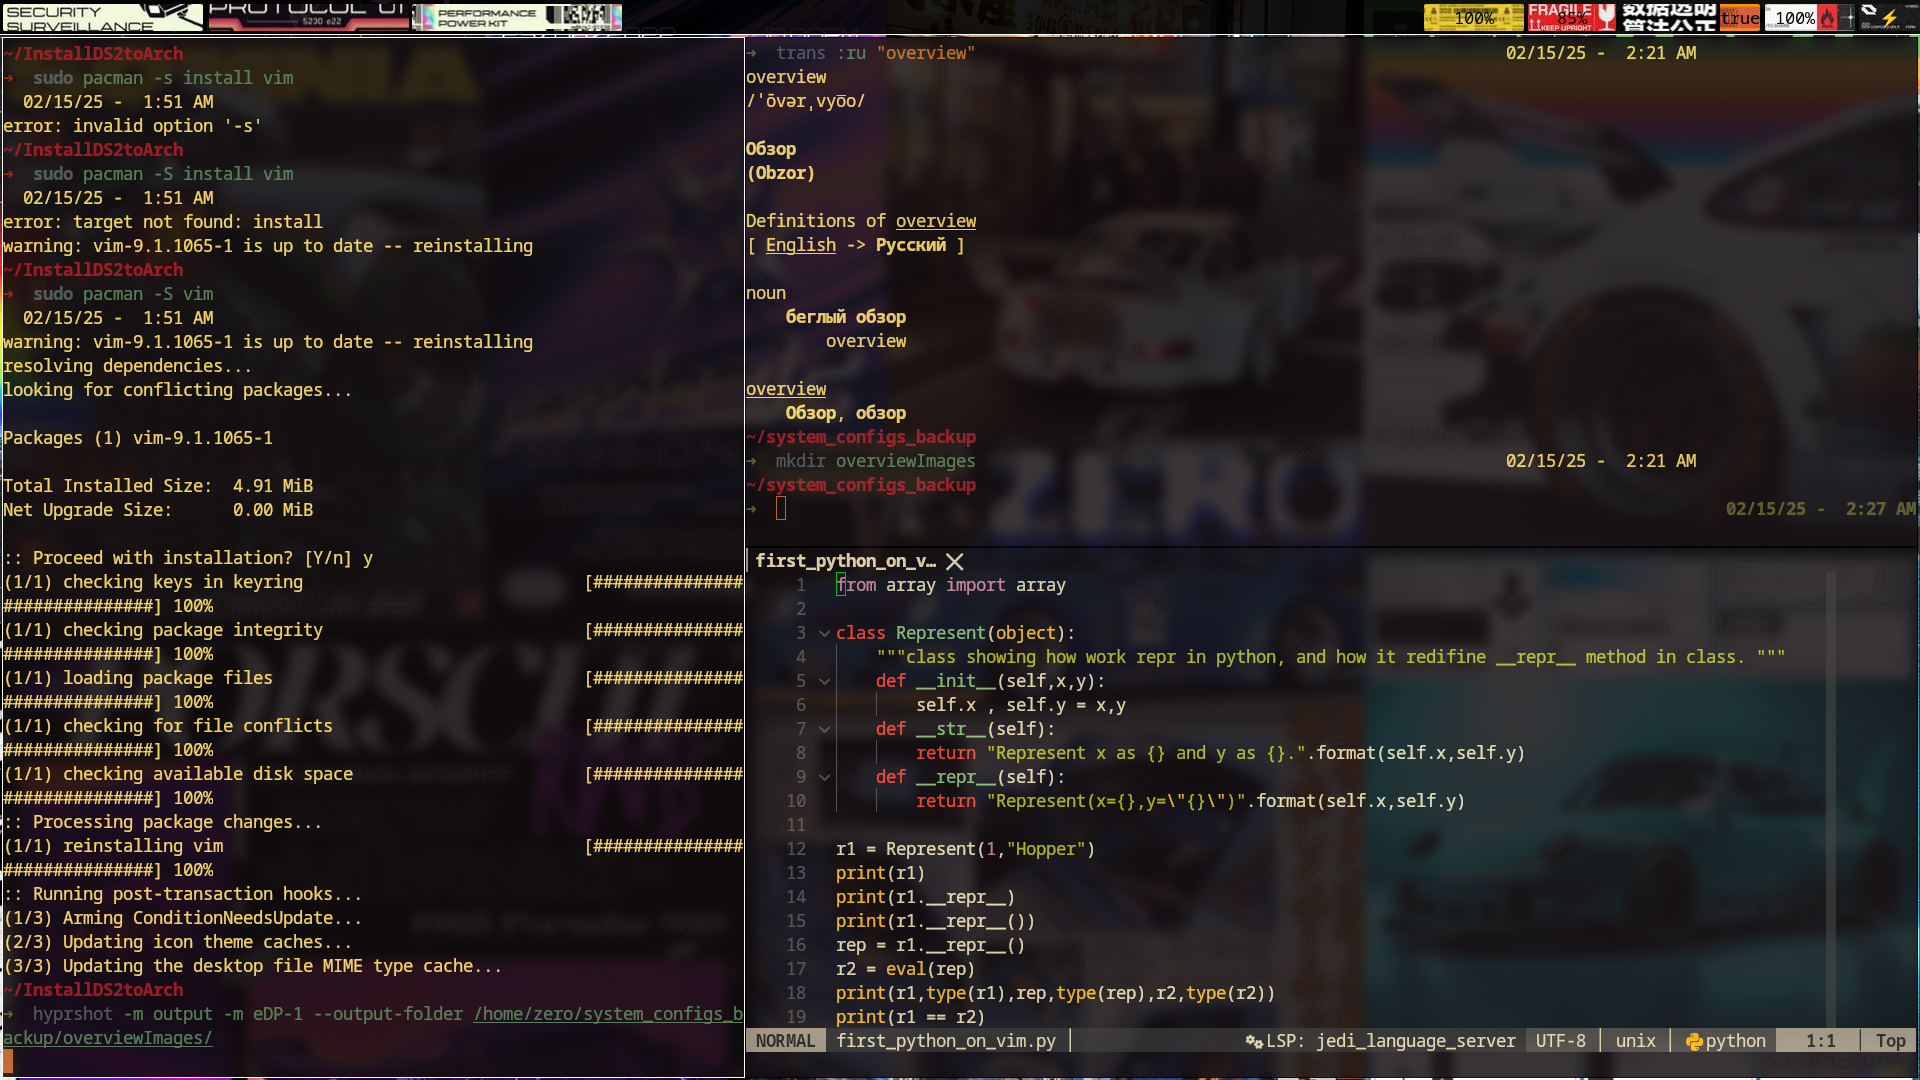 SECURITY
SURVEILLANCE
PROTOCOL 01
5230 e22
PERFORMANCE
POWER KIT
100%
FRAGILE
85%
KEEP UPRIGHT
数据透明
管法公正
true
100%
~/InstallDS2toArch
➜  sudo pacman -s install vim
  02/15/25 -  1:51 AM
error: invalid option '-s'
~/InstallDS2toArch
➜  sudo pacman -S install vim
  02/15/25 -  1:51 AM
error: target not found: install
warning: vim-9.1.1065-1 is up to date -- reinstalling
~/InstallDS2toArch
➜  sudo pacman -S vim
  02/15/25 -  1:51 AM
warning: vim-9.1.1065-1 is up to date -- reinstalling
resolving dependencies...
looking for conflicting packages...
Packages (1) vim-9.1.1065-1
Total Installed Size:  4.91 MiB
Net Upgrade Size:      0.00 MiB
:: Proceed with installation? [Y/n] y
(1/1) checking keys in keyring [###############
###############] 100%
(1/1) checking package integrity [###############
###############] 100%
(1/1) loading package files [###############
###############] 100%
(1/1) checking for file conflicts [###############
###############] 100%
(1/1) checking available disk space [###############
###############] 100%
:: Processing package changes...
(1/1) reinstalling vim [###############
###############] 100%
:: Running post-transaction hooks...
(1/3) Arming ConditionNeedsUpdate...
(2/3) Updating icon theme caches...
(3/3) Updating the desktop file MIME type cache...
~/InstallDS2toArch
➜  hyprshot -m output -m eDP-1 --output-folder /home/zero/system_configs_b
ackup/overviewImages/
➜  trans :ru "overview" 02/15/25 -  2:21 AM
overview
/ˈōvərˌvyo͞o/
Обзор
(Obzor)
Definitions of overview
[ English -> Русский ]
noun
    беглый обзор
        overview
overview
    Обзор, обзор
~/system_configs_backup
➜  mkdir overviewImages 02/15/25 -  2:21 AM
~/system_configs_backup
➜ 02/15/25 -  2:27 AM
ZERO
first_python_on_v… ✕
1 from array import array
2
3 class Represent(object):
4     """class showing how work repr in python, and how it redifine __repr__ method in class. """
5     def __init__(self,x,y):
6         self.x , self.y = x,y
7     def __str__(self):
8         return "Represent x as {} and y as {}.".format(self.x,self.y)
9     def __repr__(self):
10         return "Represent(x={},y=\"{}\")".format(self.x,self.y)
11
12 r1 = Represent(1,"Hopper")
13 print(r1)
14 print(r1.__repr__)
15 print(r1.__repr__())
16 rep = r1.__repr__()
17 r2 = eval(rep)
18 print(r1,type(r1),rep,type(rep),r2,type(r2))
19 print(r1 == r2)
NORMAL first_python_on_vim.py LSP: jedi_language_server UTF-8 unix python 1:1 Top